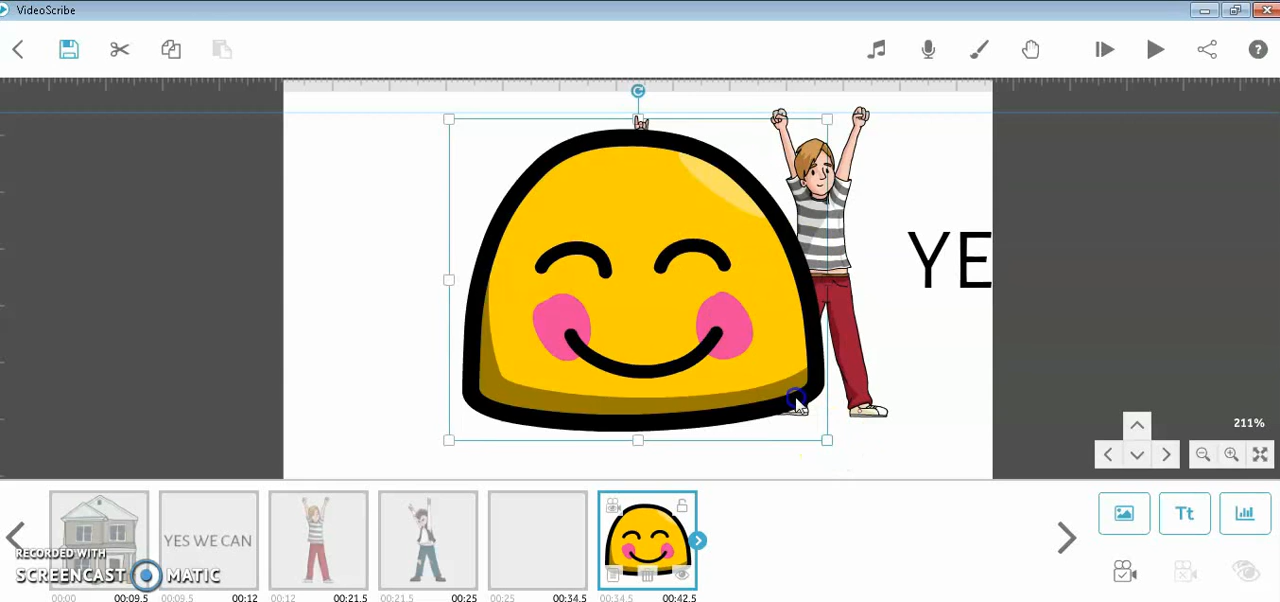 VideoScribe
YE
211%
Tt
YES WE CAN
RECORDED WITH
SCREENCAST MATIC
00:00 00:09.5 00:09.5 00:12 00:12 00:21.5 00:21.5 00:25 00:25 00:34.5 00:34.5 00:42.5